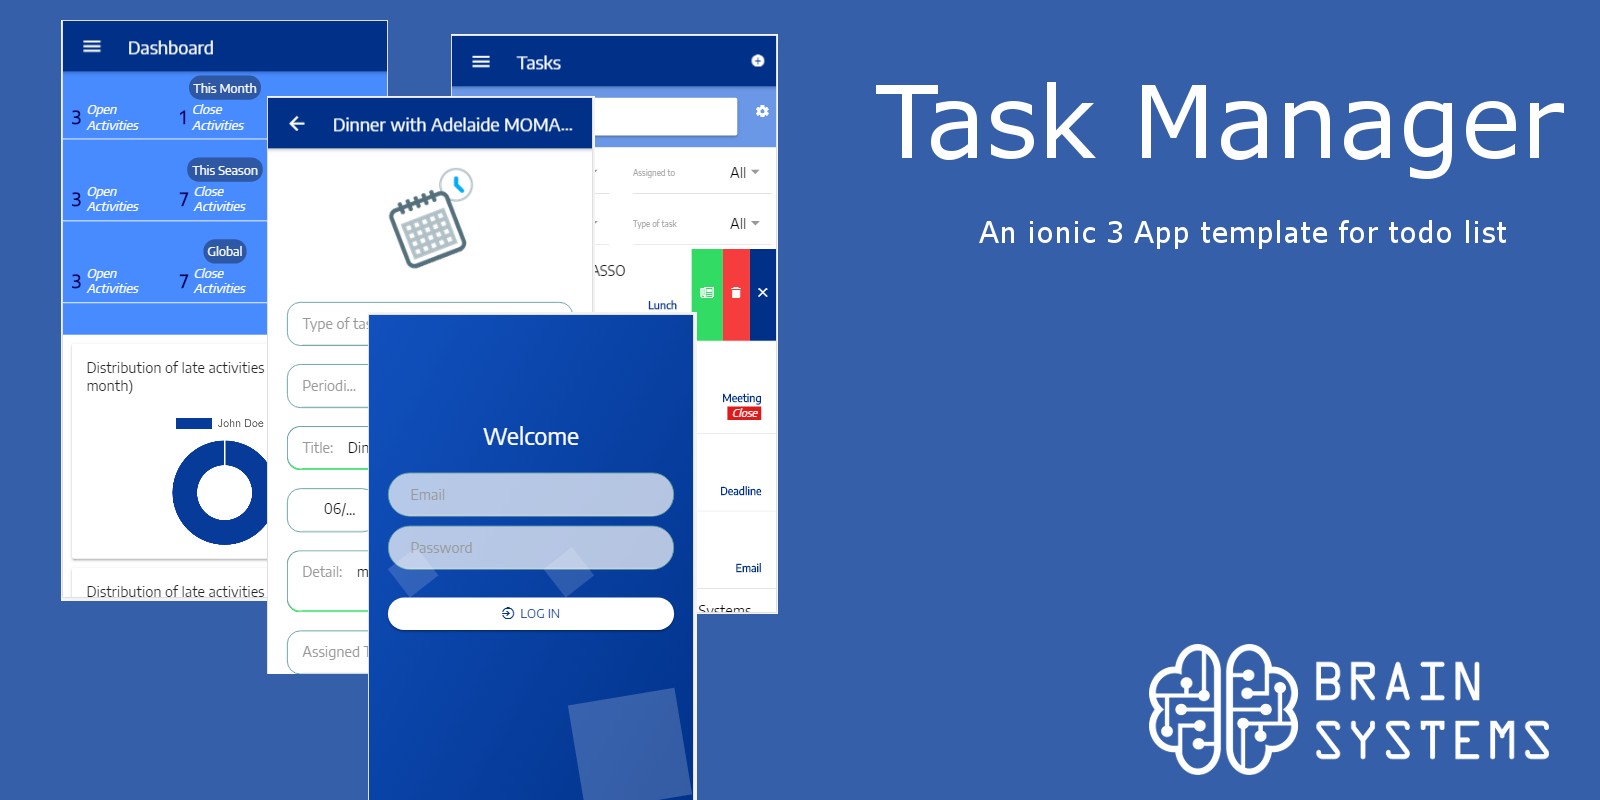 Dashboard
This Month
3 Open Activities 1 Close Activities
This Season
3 Open Activities 7 Close Activities
Global
3 Open Activities 7 Close Activities
Distribution of late activities
month)
John Doe
Distribution of late activities
Dinner with Adelaide MOMA...
Type of
Periodi...
Title:
06/...
Detail:
Assigned
Tasks
Assigned to All
Type of task All
Lunch
Meeting
Close
Deadline
Email
Systems
Welcome
Email
Password
LOG IN
Task Manager
An ionic 3 App template for todo list
BRAIN
SYSTEMS